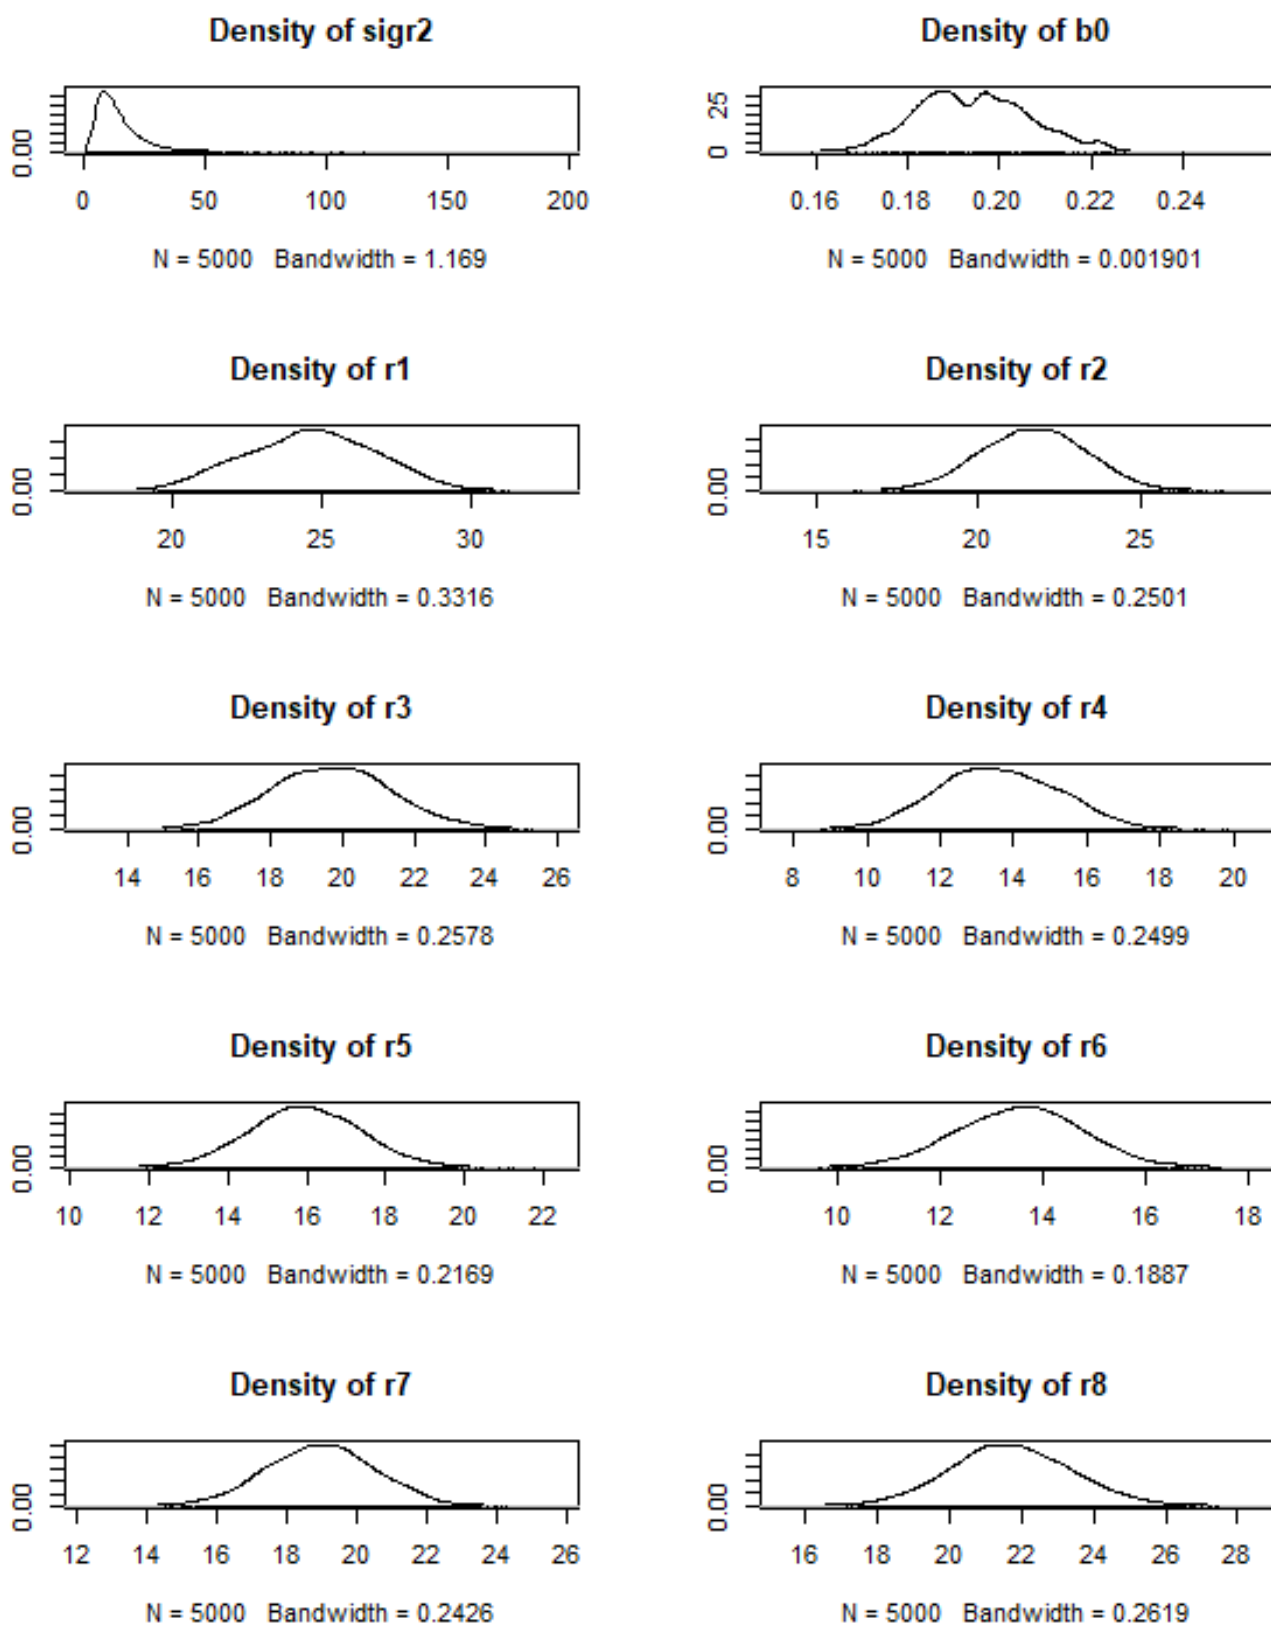 Density of sigr2
Density of b0
0.00
0 25
0 50 100 150 200
0.16 0.18 0.20 0.22 0.24
N = 5000 Bandwidth = 1.169
N = 5000 Bandwidth = 0.001901
Density of r1
Density of r2
0.00
0.00
20 25 30
15 20 25
N = 5000 Bandwidth = 0.3316
N = 5000 Bandwidth = 0.2501
Density of r3
Density of r4
0.00
0.00
14 16 18 20 22 24 26
8 10 12 14 16 18 20
N = 5000 Bandwidth = 0.2578
N = 5000 Bandwidth = 0.2499
Density of r5
Density of r6
0.00
0.00
10 12 14 16 18 20 22
10 12 14 16 18
N = 5000 Bandwidth = 0.2169
N = 5000 Bandwidth = 0.1887
Density of r7
Density of r8
0.00
0.00
12 14 16 18 20 22 24 26
16 18 20 22 24 26 28
N = 5000 Bandwidth = 0.2426
N = 5000 Bandwidth = 0.2619